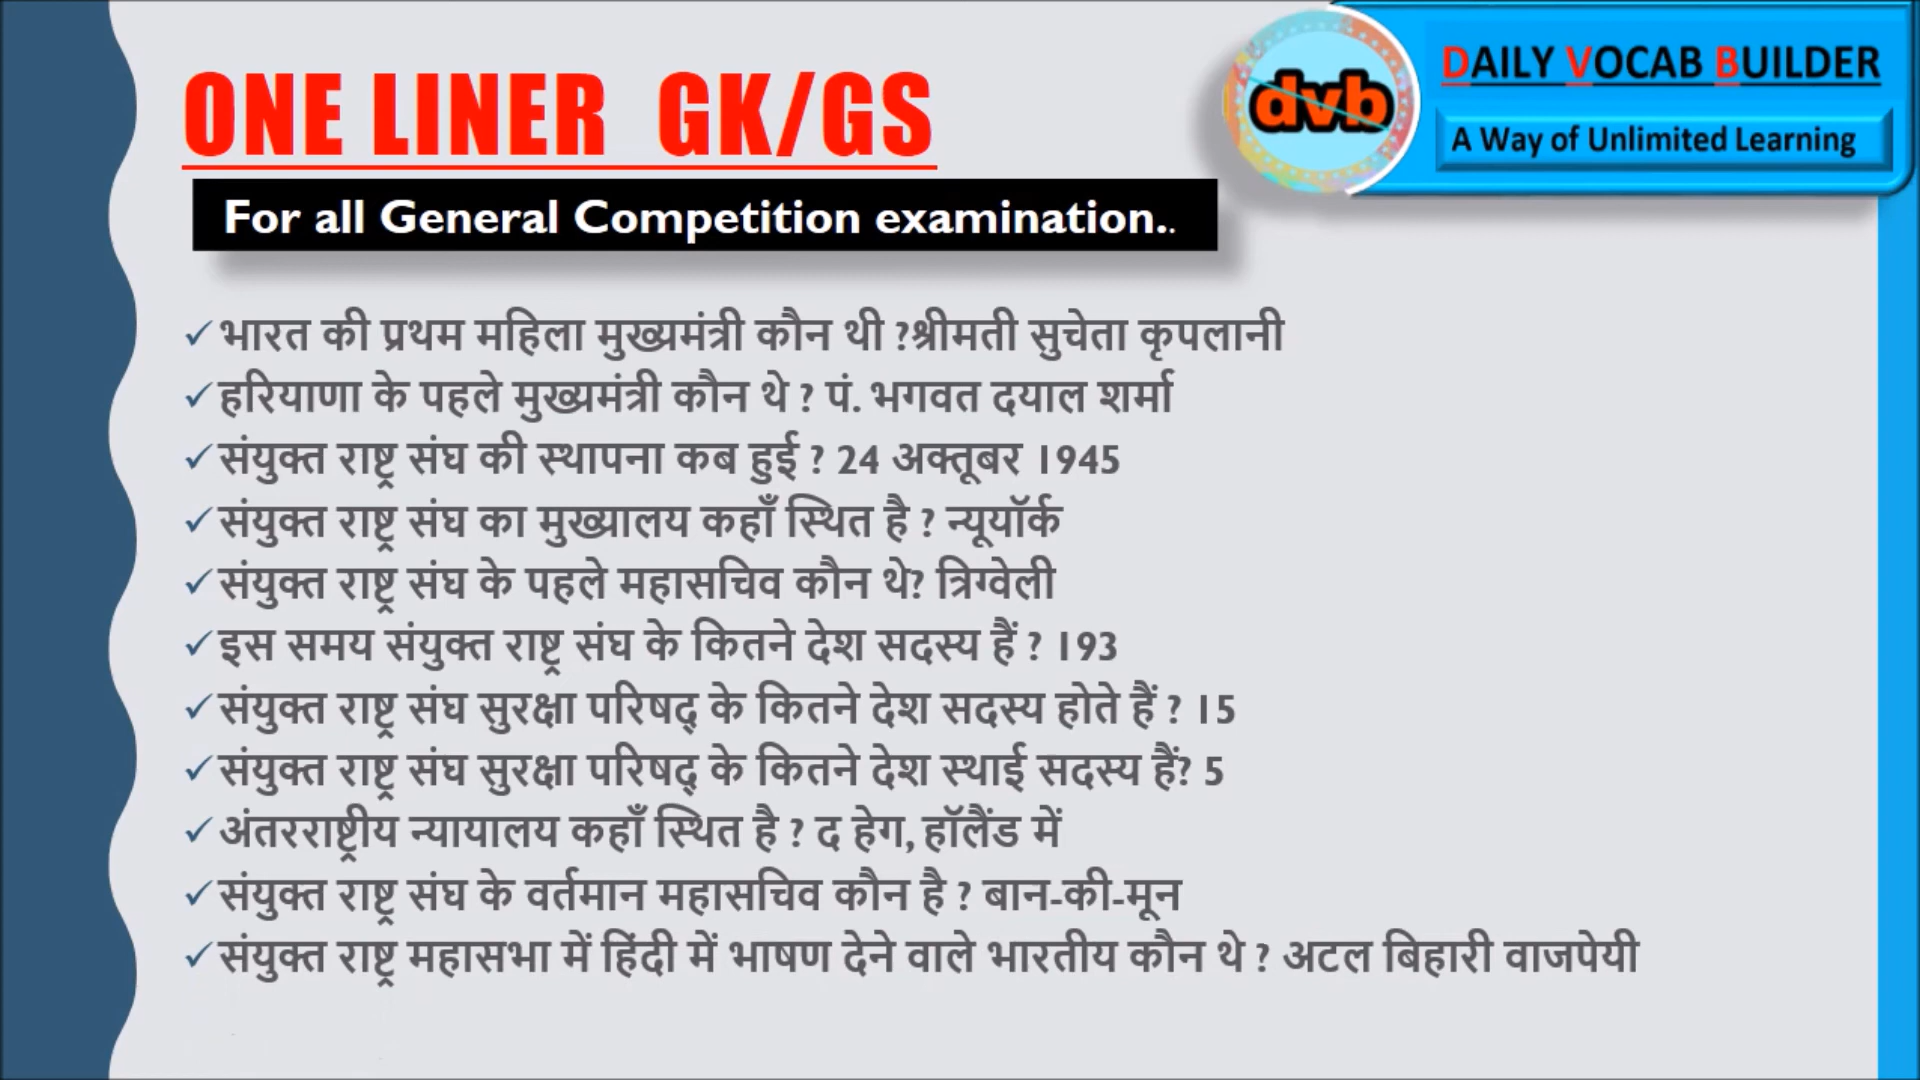 ONE LINER GK/GS
dvb
DAILY VOCAB BUILDER
A Way of Unlimited Learning
For all General Competition examination..
✓भारत की प्रथम महिला मुख्यमंत्री कौन थी ?श्रीमती सुचेता कृपलानी
✓हरियाणा के पहले मुख्यमंत्री कौन थे ? पं. भगवत दयाल शर्मा
✓संयुक्त राष्ट्र संघ की स्थापना कब हुई ? 24 अक्तूबर 1945
✓संयुक्त राष्ट्र संघ का मुख्यालय कहाँ स्थित है ? न्यूयॉर्क
✓संयुक्त राष्ट्र संघ के पहले महासचिव कौन थे? त्रिग्वेली
✓इस समय संयुक्त राष्ट्र संघ के कितने देश सदस्य हैं ? 193
✓संयुक्त राष्ट्र संघ सुरक्षा परिषद् के कितने देश सदस्य होते हैं ? 15
✓संयुक्त राष्ट्र संघ सुरक्षा परिषद् के कितने देश स्थाई सदस्य हैं? 5
✓अंतरराष्ट्रीय न्यायालय कहाँ स्थित है ? द हेग, हॉलैंड में
✓संयुक्त राष्ट्र संघ के वर्तमान महासचिव कौन है ? बान-की-मून
✓संयुक्त राष्ट्र महासभा में हिंदी में भाषण देने वाले भारतीय कौन थे ? अटल बिहारी वाजपेयी